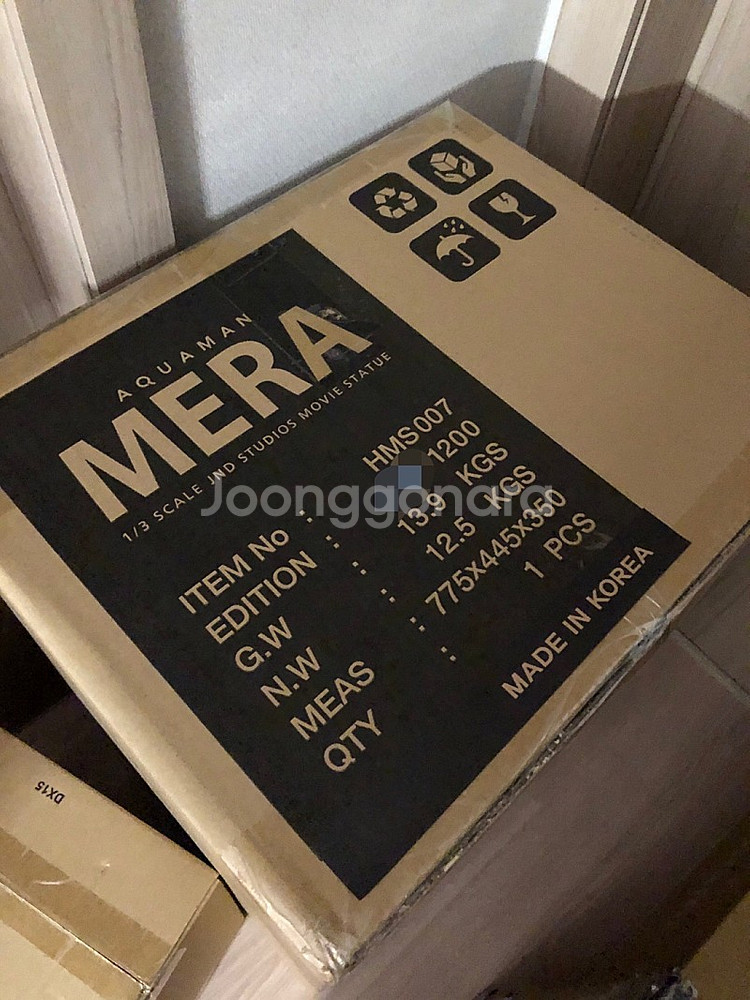 AQUAMAN
MERA
1/3 SCALE JND STUDIOS MOVIE STATUE
ITEM No : HMS007
EDITION : 1200
G.W : 13.9 KGS
N.W : 12.5 KGS
MEAS : 775x445x350
QTY : 1 PCS
MADE IN KOREA
Joonggonara
DX15